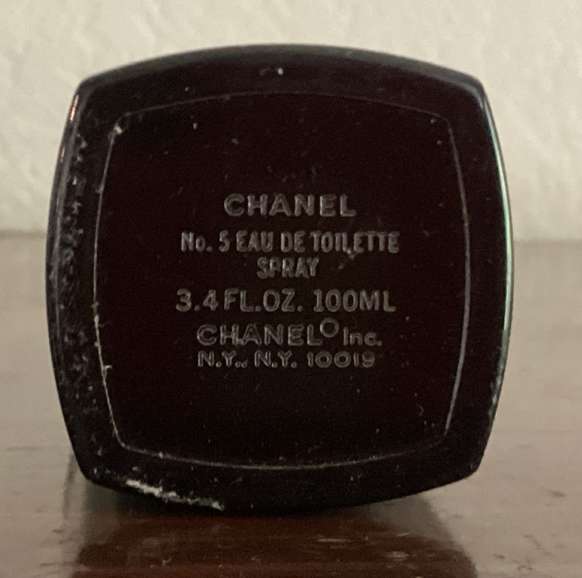 CHANEL
No. 5 EAU DE TOILETTE
SPRAY
3.4 FL.OZ. 100ML
CHANEL® Inc.
N.Y., N.Y. 10019